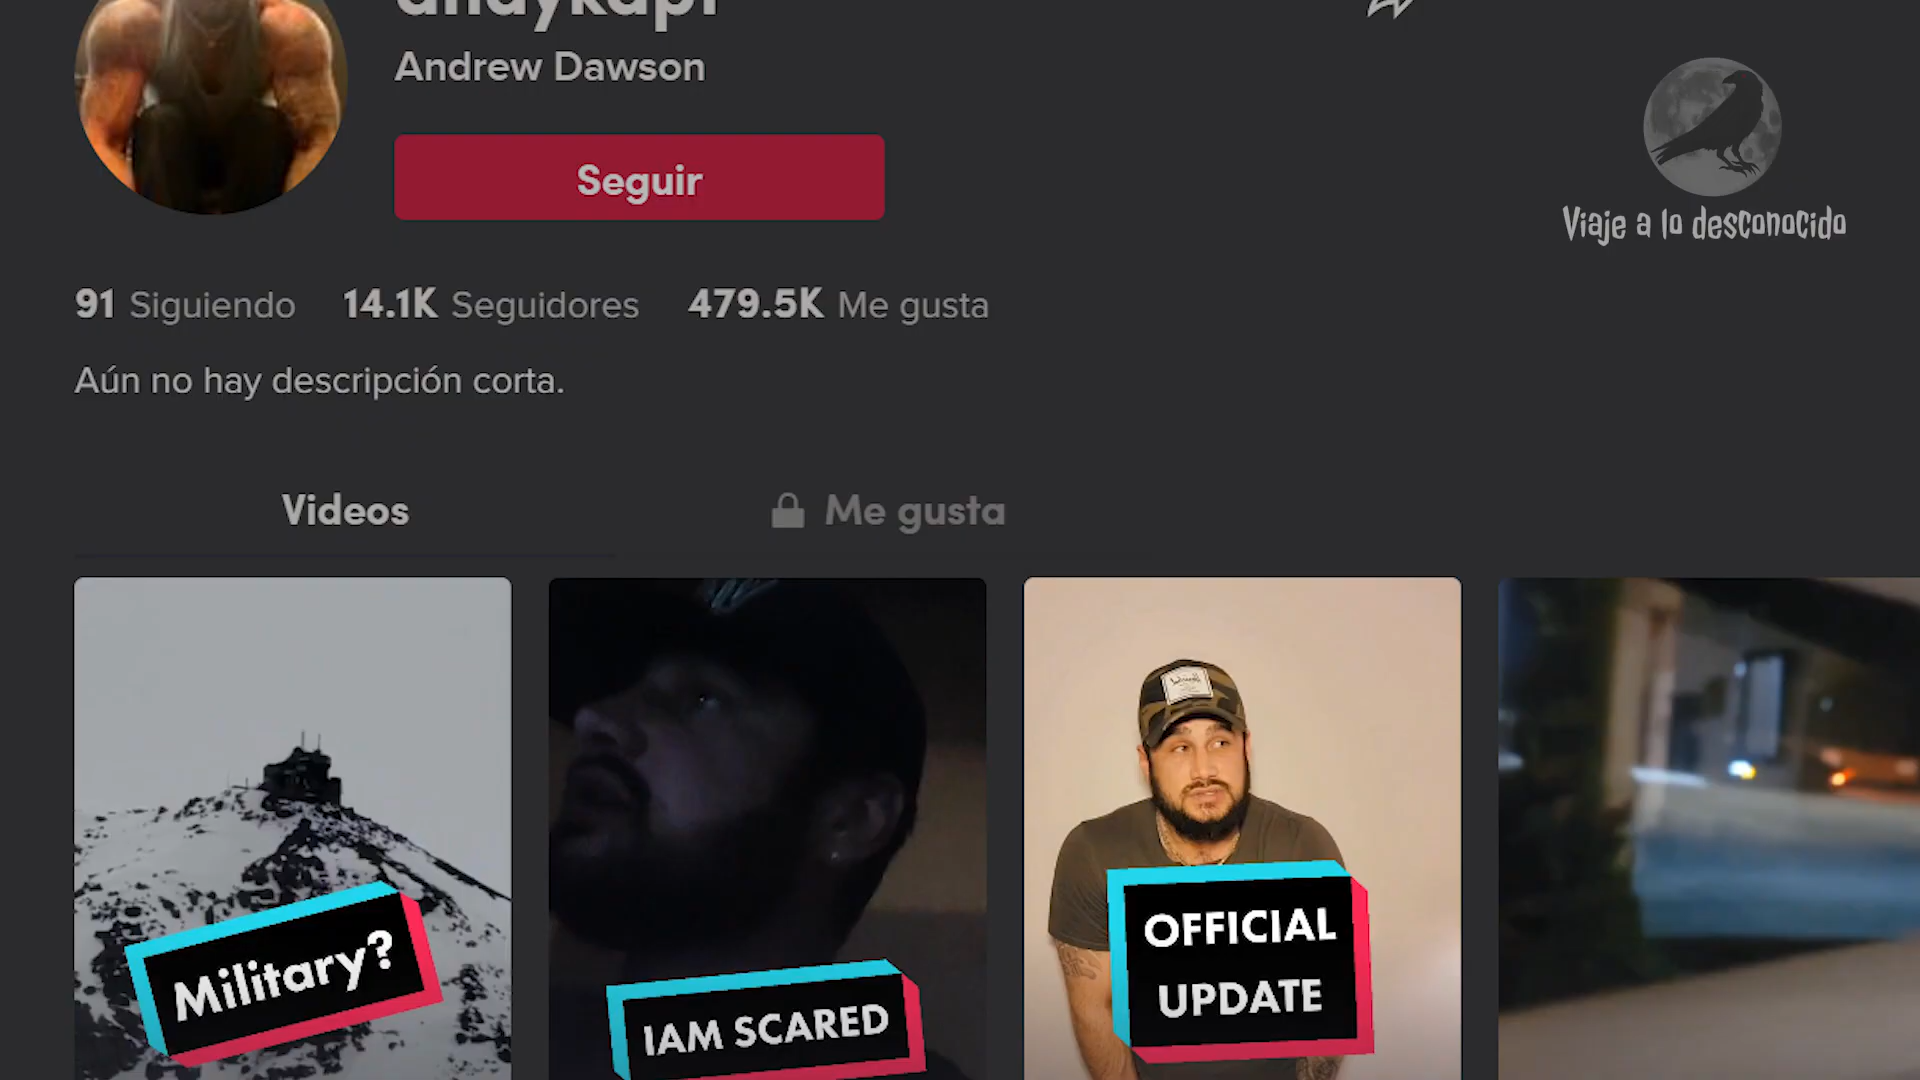 Andrew Dawson
Seguir
Viaje a lo desconocido
91 Siguiendo 14.1K Seguidores 479.5K Me gusta
Aún no hay descripción corta.
Videos Me gusta
Military?
IAM SCARED
OFFICIAL
UPDATE